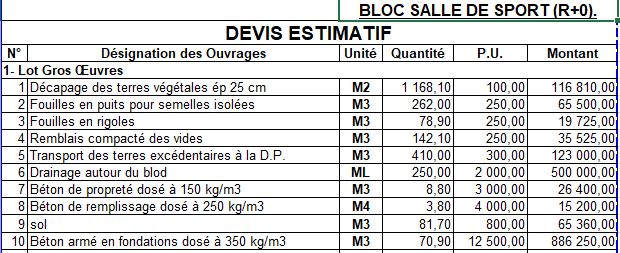 BLOC SALLE DE SPORT (R+0).
DEVIS ESTIMATIF
N° Désignation des Ouvrages Unité Quantité P.U. Montant
1- Lot Gros Œuvres
1 Décapage des terres végétales ép 25 cm M2 1 168,10 100,00 116 810,00
2 Fouilles en puits pour semelles isolées M3 262,00 250,00 65 500,00
3 Fouilles en rigoles M3 78,90 250,00 19 725,00
4 Remblais compacté des vides M3 142,10 250,00 35 525,00
5 Transport des terres excédentaires à la D.P. M3 410,00 300,00 123 000,00
6 Drainage autour du blod ML 250,00 2 000,00 500 000,00
7 Béton de propreté dosé à 150 kg/m3 M3 8,80 3 000,00 26 400,00
8 Béton de remplissage dosé à 250 kg/m3 M4 3,80 4 000,00 15 200,00
9 sol M3 81,70 800,00 65 360,00
10 Béton armé en fondations dosé à 350 kg/m3 M3 70,90 12 500,00 886 250,00